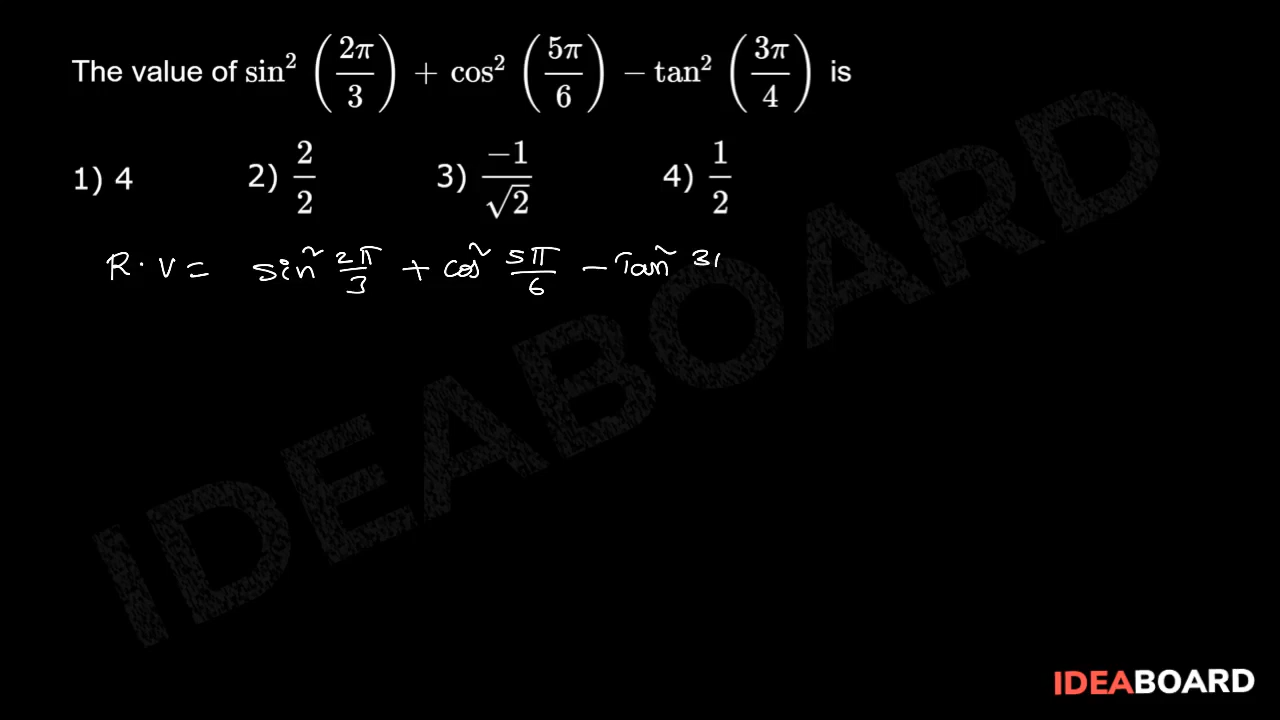 The value of sin² (2π/3) + cos² (5π/6) − tan² (3π/4) is
1) 4 2) 2/2 3) −1/√2 4) 1/2
R.V = sin² 2π/3 + cos² 5π/6 − Tan² 3
IDEABOARD
IDEABOARD